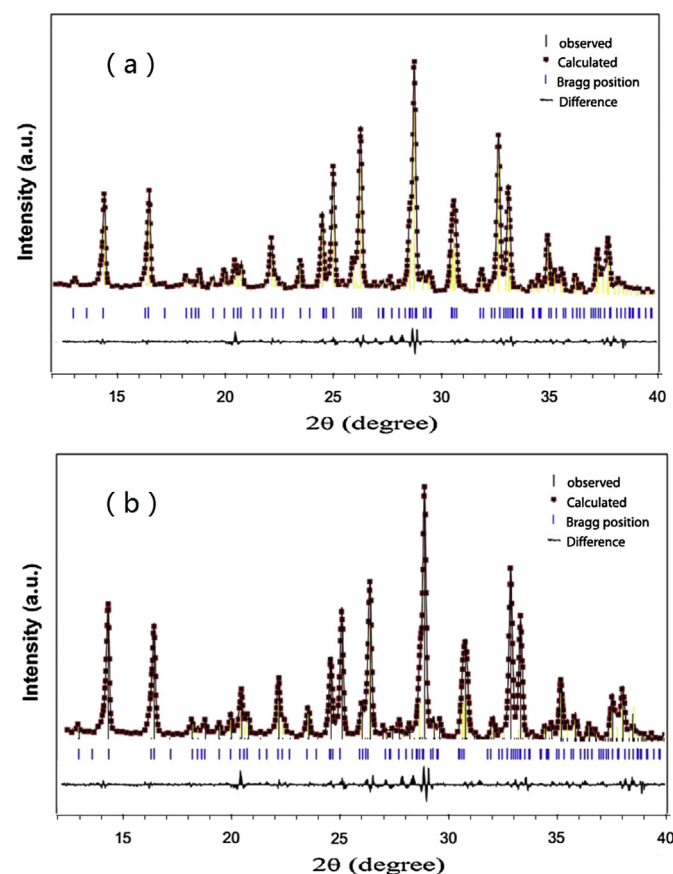 ( a )
observed
Calculated
Bragg position
Difference
Intensity (a.u.)
15 20 25 30 35 40
2θ (degree)
( b )
observed
Calculated
Bragg position
Difference
Intensity (a.u.)
15 20 25 30 35 40
2θ (degree)